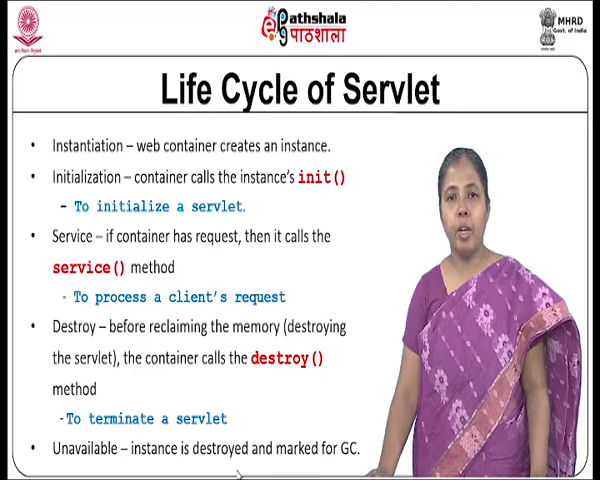 ePathshala
पाठशाला
MHRD
Govt. of India
Life Cycle of Servlet
• Instantiation – web container creates an instance.
• Initialization – container calls the instance's init()
– To initialize a servlet.
• Service – if container has request, then it calls the
service() method
- To process a client's request
• Destroy – before reclaiming the memory (destroying
the servlet), the container calls the destroy()
method
-To terminate a servlet
• Unavailable – instance is destroyed and marked for GC.